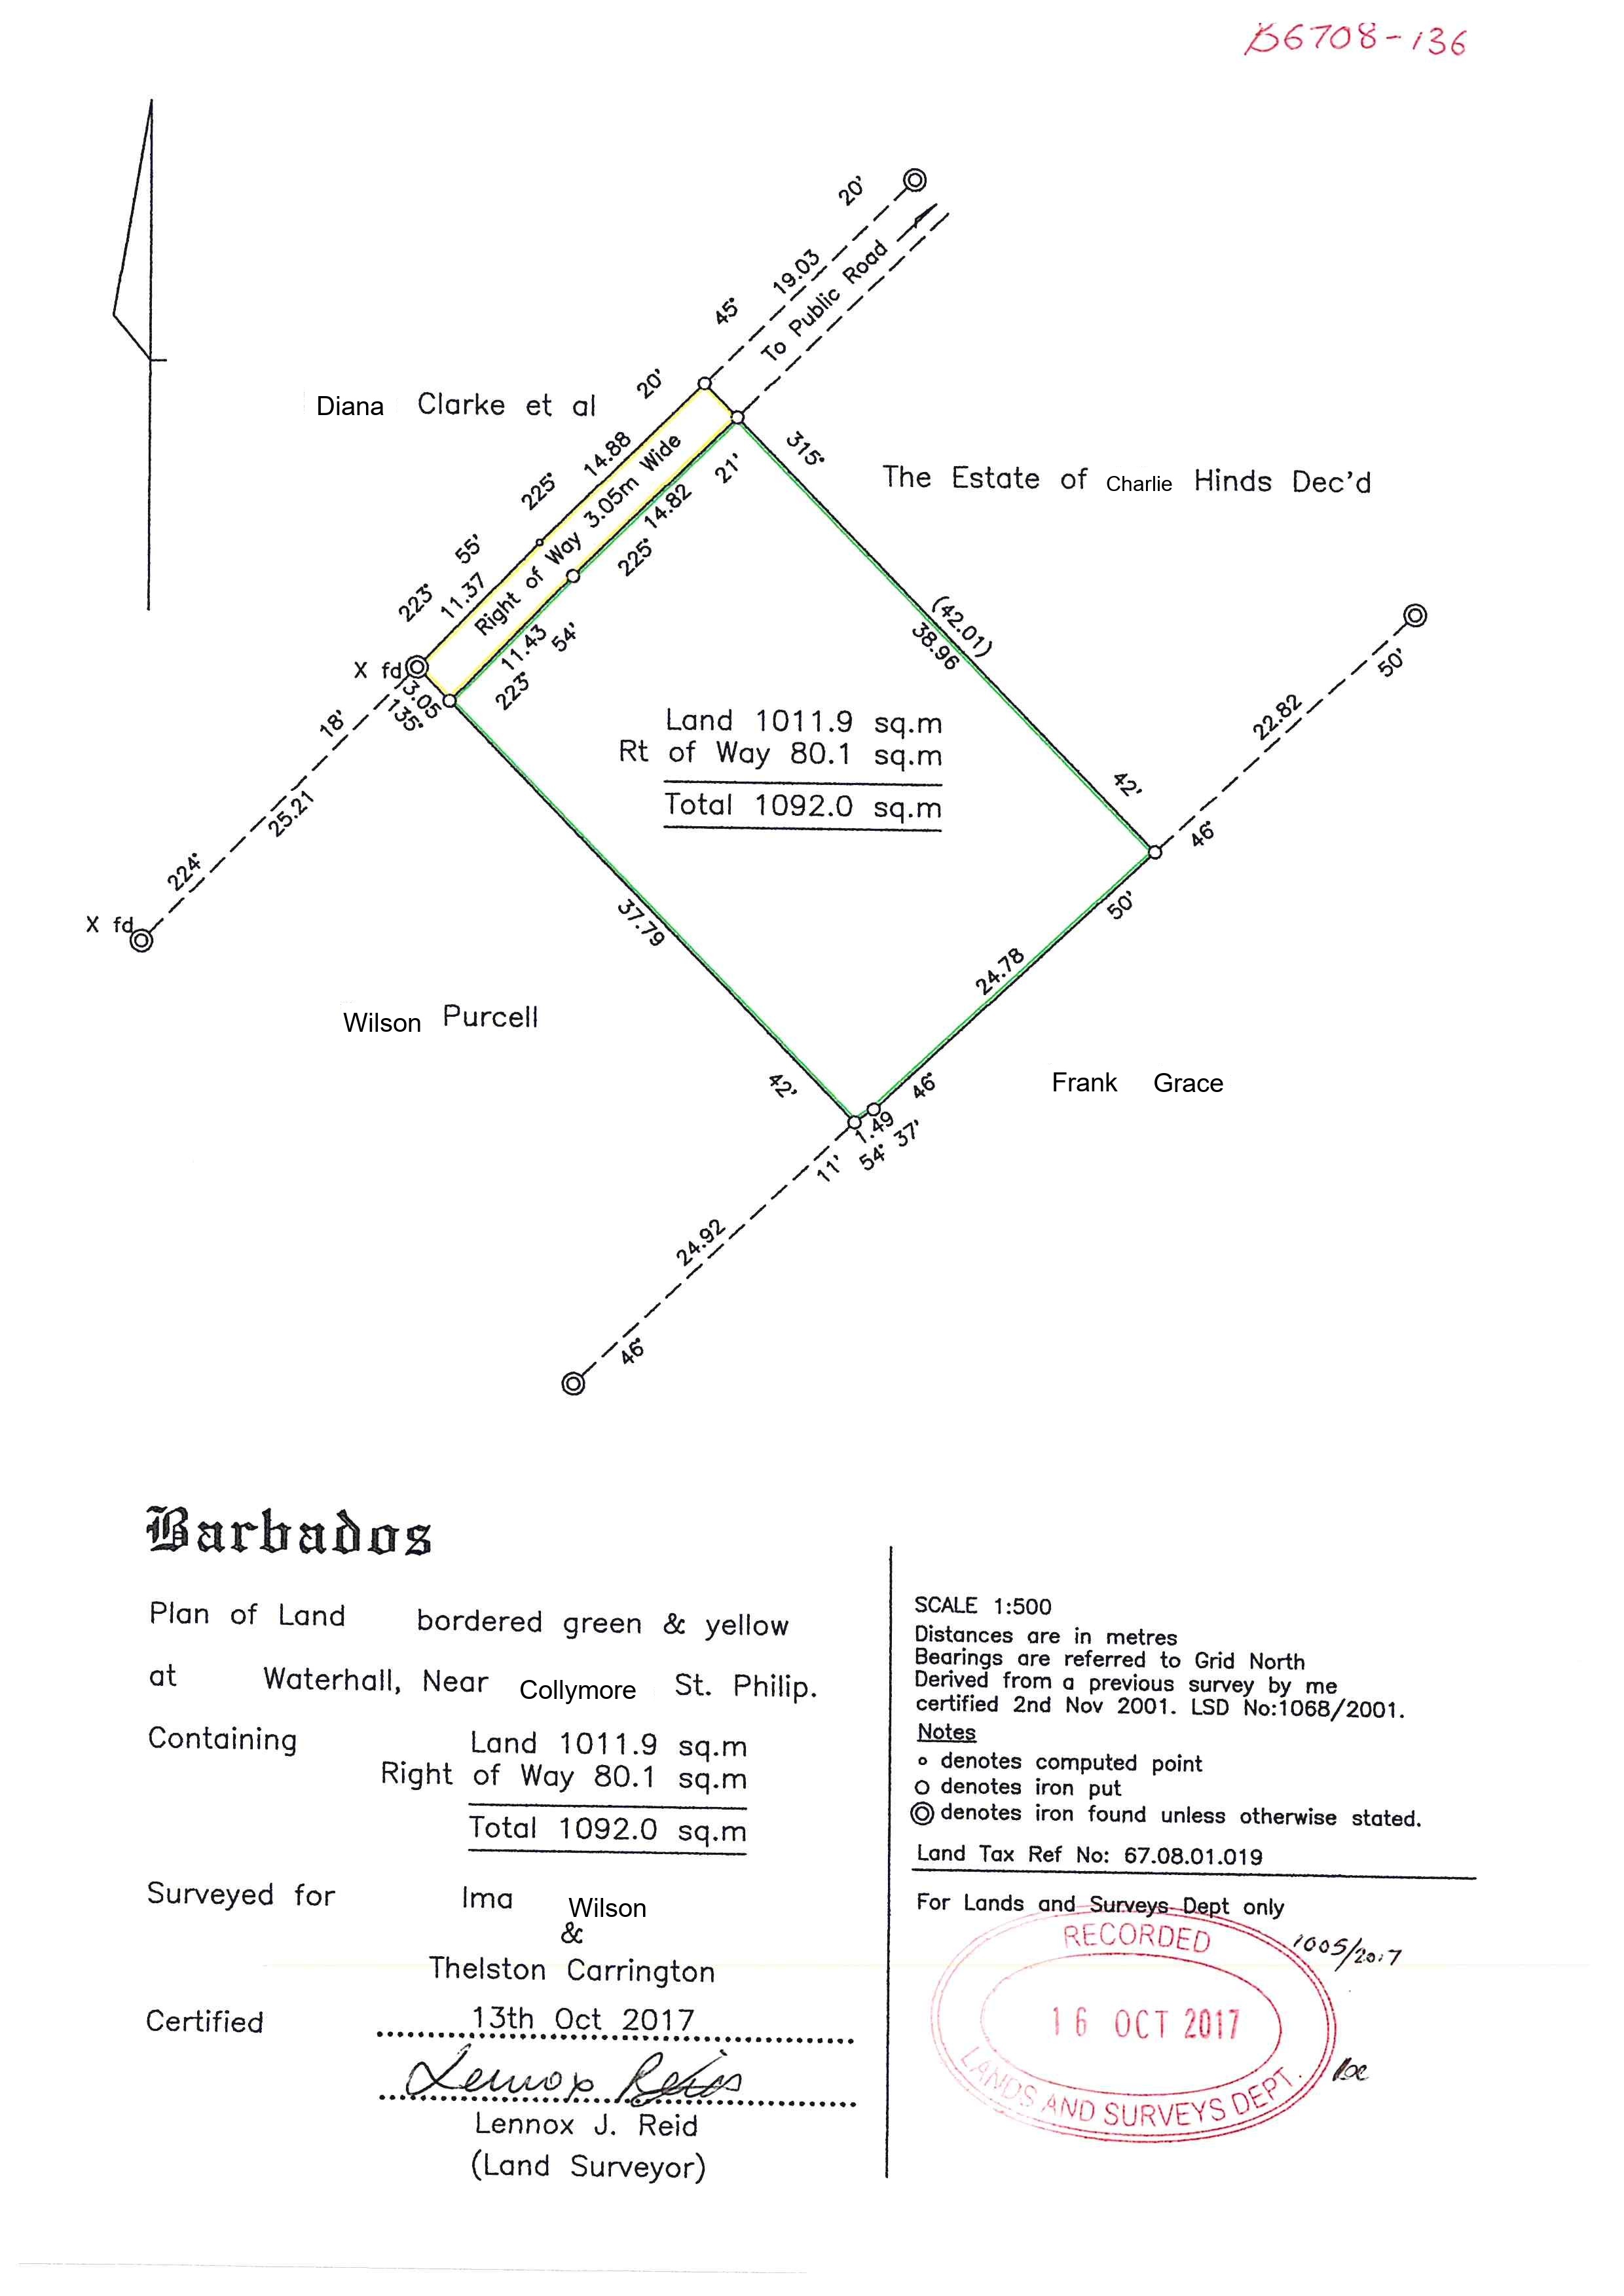 B6708-136
20'
19.03
45°
To Public Road
20'
Diana Clarke et al
14.88
225°
Right of Way 3.05m Wide
315°
21'
14.82
225°
The Estate of Charlie Hinds Dec'd
55'
11.37
223°
(42.01)
38.96
11.43
54'
223°
X fd
3.05
135°
50'
22.82
18'
25.21
224°
Land 1011.9 sq.m
Rt of Way 80.1 sq.m
Total 1092.0 sq.m
42'
46°
X fd
37.79
50'
24.78
Wilson Purcell
42'
46°
Frank Grace
1.49
54° 37'
11'
24.92
46°
Barbados
Plan of Land bordered green & yellow
at Waterhall, Near Collymore St. Philip.
Containing Land 1011.9 sq.m
Right of Way 80.1 sq.m
Total 1092.0 sq.m
Surveyed for Ima Wilson
&
Thelston Carrington
Certified 13th Oct 2017
Lennox Reid
Lennox J. Reid
(Land Surveyor)
SCALE 1:500
Distances are in metres
Bearings are referred to Grid North
Derived from a previous survey by me
certified 2nd Nov 2001. LSD No:1068/2001.
Notes
o denotes computed point
O denotes iron put
◎ denotes iron found unless otherwise stated.
Land Tax Ref No: 67.08.01.019
For Lands and Surveys Dept only
RECORDED
1005/2017
16 OCT 2017
LANDS AND SURVEYS DEPT.